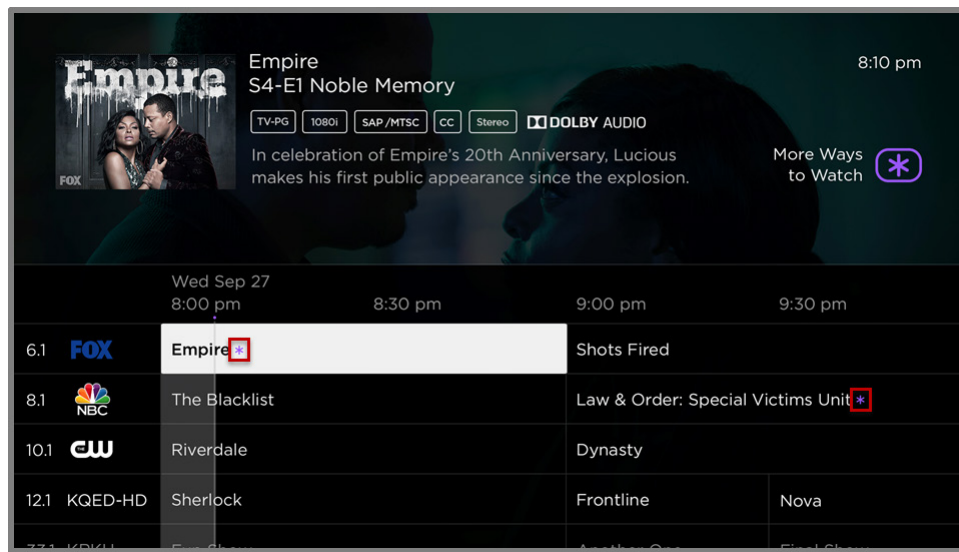 Empire
FOX
Empire
S4-E1 Noble Memory
TV-PG 1080i SAP/MTSC CC Stereo DOLBY AUDIO
In celebration of Empire's 20th Anniversary, Lucious
makes his first public appearance since the explosion.
8:10 pm
More Ways
to Watch *
Wed Sep 27
8:00 pm 8:30 pm 9:00 pm 9:30 pm
6.1 FOX Empire * Shots Fired
8.1 NBC The Blacklist Law & Order: Special Victims Unit *
10.1 THE CW Riverdale Dynasty
12.1 KQED-HD Sherlock Frontline Nova